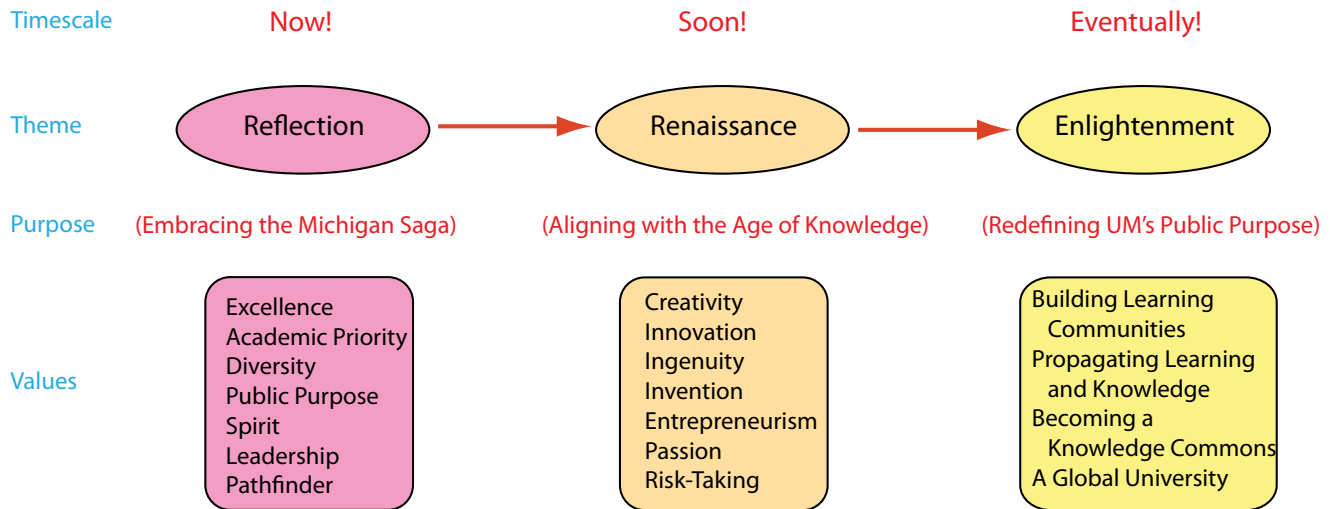 Timescale Now! Soon! Eventually!
Theme Reflection Renaissance Enlightenment
Purpose (Embracing the Michigan Saga) (Aligning with the Age of Knowledge) (Redefining UM's Public Purpose)
Values
Excellence
Academic Priority
Diversity
Public Purpose
Spirit
Leadership
Pathfinder
Creativity
Innovation
Ingenuity
Invention
Entrepreneurism
Passion
Risk-Taking
Building Learning
Communities
Propagating Learning
and Knowledge
Becoming a
Knowledge Commons
A Global University